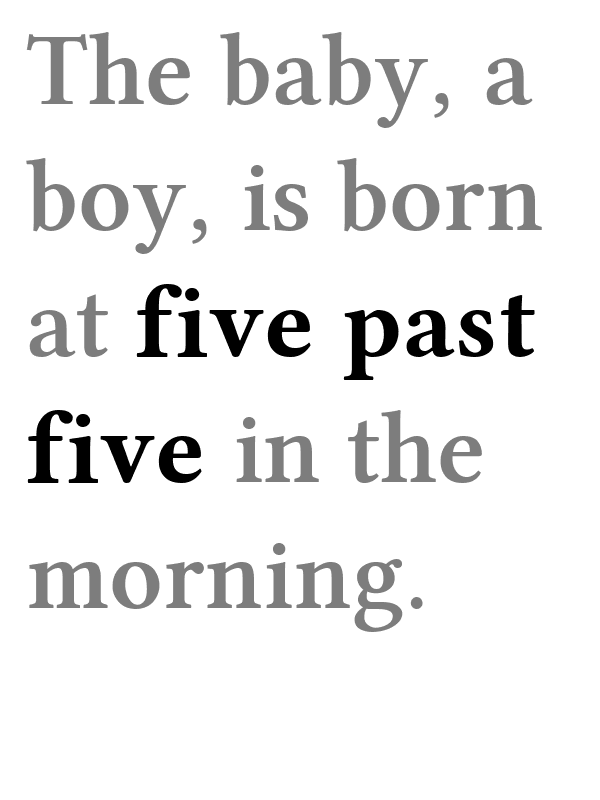 The baby, a
boy, is born
at five past
five in the
morning.